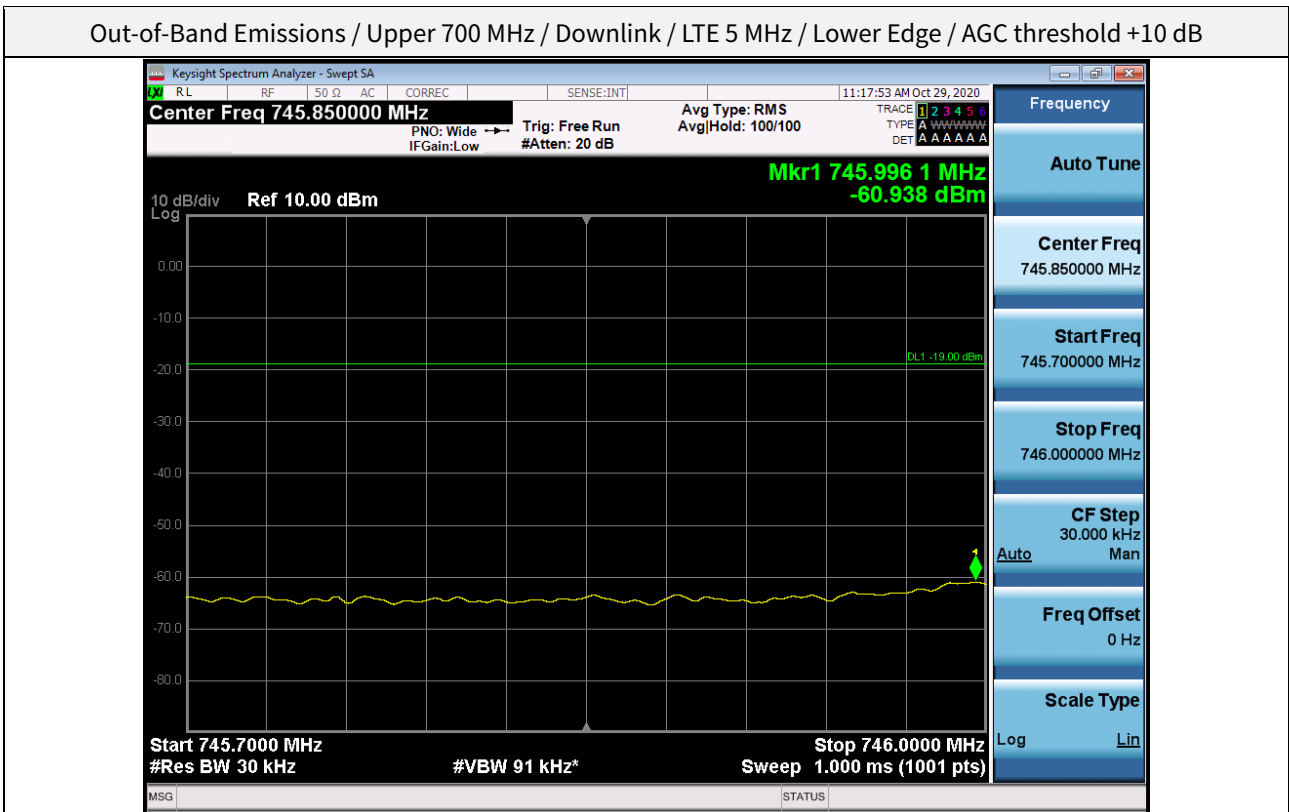 Out-of-Band Emissions / Upper 700 MHz / Downlink / LTE 5 MHz / Lower Edge / AGC threshold +10 dB
Keysight Spectrum Analyzer - Swept SA
LXI RL RF 50 Ω AC CORREC SENSE:INT 11:17:53 AM Oct 29, 2020
Center Freq 745.850000 MHz
PNO: Wide
IFGain:Low
Trig: Free Run
#Atten: 20 dB
Avg Type: RMS
Avg|Hold: 100/100
TRACE 1 2 3 4 5 6
TYPE A WWWWW
DET A A A A A A
Mkr1 745.996 1 MHz
-60.938 dBm
10 dB/div Ref 10.00 dBm
Log
0.00
-10.0
DL1 -19.00 dBm
-20.0
-30.0
-40.0
-50.0
1
-60.0
-70.0
-80.0
Start 745.7000 MHz Stop 746.0000 MHz
#Res BW 30 kHz #VBW 91 kHz* Sweep 1.000 ms (1001 pts)
MSG STATUS
Frequency
Auto Tune
Center Freq
745.850000 MHz
Start Freq
745.700000 MHz
Stop Freq
746.000000 MHz
CF Step
30.000 kHz
Auto Man
Freq Offset
0 Hz
Scale Type
Log Lin